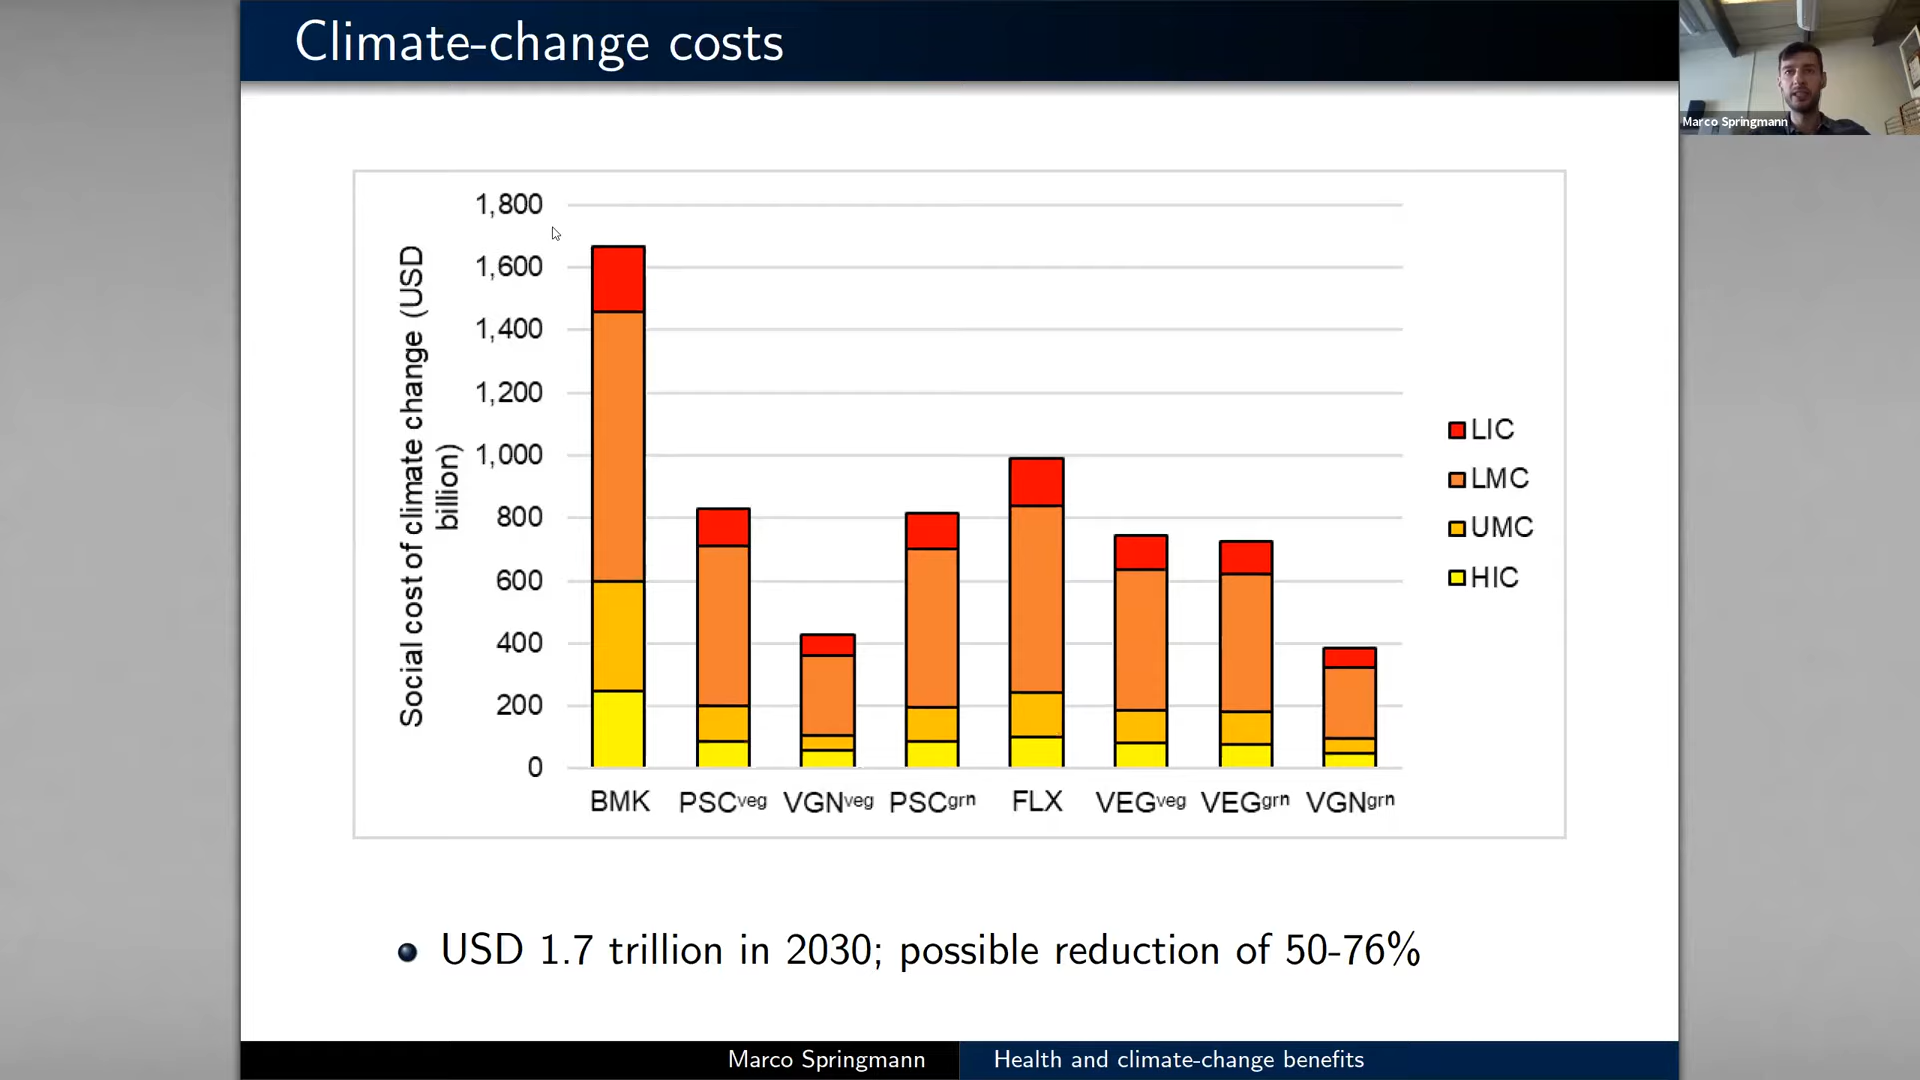 Climate-change costs
Marco Springmann
Social cost of climate change (USD
billion)
1,800
1,600
1,400
1,200
1,000
800
600
400
200
0
BMK PSCveg VGNveg PSCgrn FLX VEGveg VEGgrn VGNgrn
LIC
LMC
UMC
HIC
USD 1.7 trillion in 2030; possible reduction of 50-76%
Marco Springmann Health and climate-change benefits